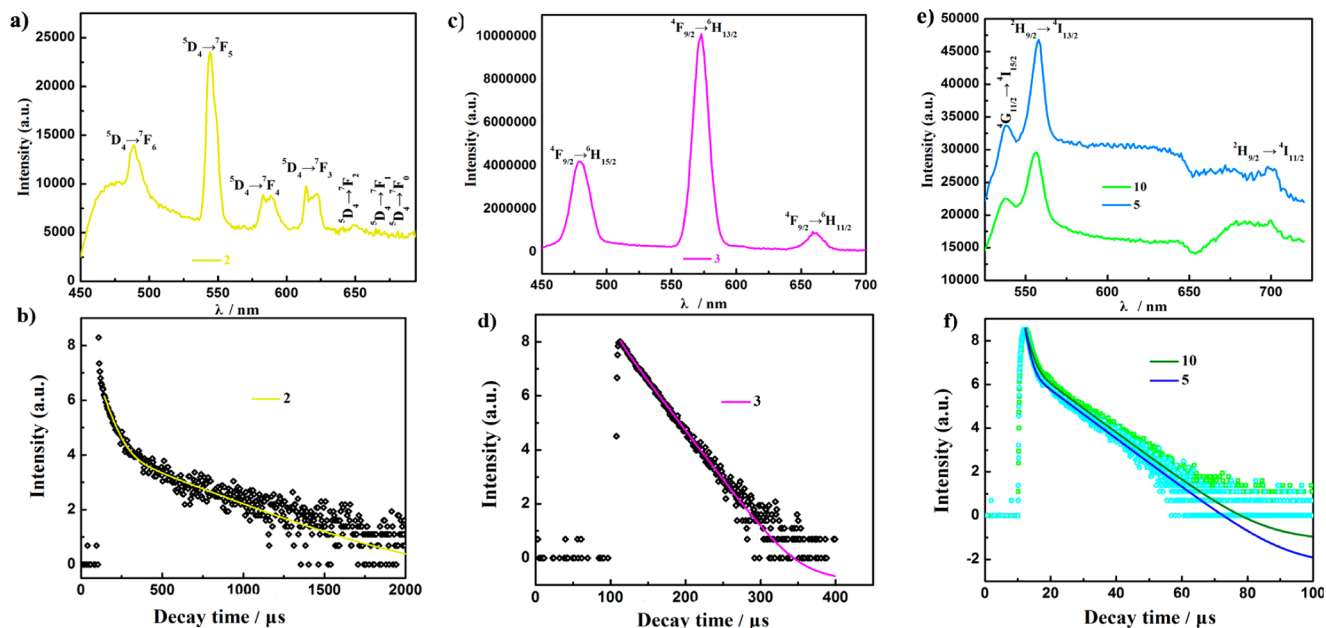 a)
25000
20000
15000
10000
5000
0
Intensity (a.u.)
⁵D₄→⁷F₆
⁵D₄→⁷F₅
⁵D₄→⁷F₄
⁵D₄→⁷F₃
⁵D₄→⁷F₂
⁵D₄→⁷F₁
⁵D₄→⁷F₀
2
450 500 550 600 650
λ / nm
c)
10000000
8000000
6000000
4000000
2000000
0
Intensity (a.u.)
⁴F₉/₂→⁶H₁₅/₂
⁴F₉/₂→⁶H₁₃/₂
⁴F₉/₂→⁶H₁₁/₂
3
450 500 550 600 650 700
λ / nm
e)
50000
45000
40000
35000
30000
25000
20000
15000
10000
Intensity (a.u.)
⁴G₁₁/₂→⁴I₁₅/₂
²H₉/₂→⁴I₁₃/₂
²H₉/₂→⁴I₁₁/₂
10
5
550 600 650 700
λ / nm
b)
8
6
4
2
0
Intensity (a.u.)
2
0 250 500 750 1000 1250 1500 1750 2000
Decay time / µs
d)
8
6
4
2
0
Intensity (a.u.)
3
0 100 200 300 400
Decay time / µs
f)
8
6
4
2
0
-2
Intensity (a.u.)
10
5
0 20 40 60 80 100
Decay time / µs